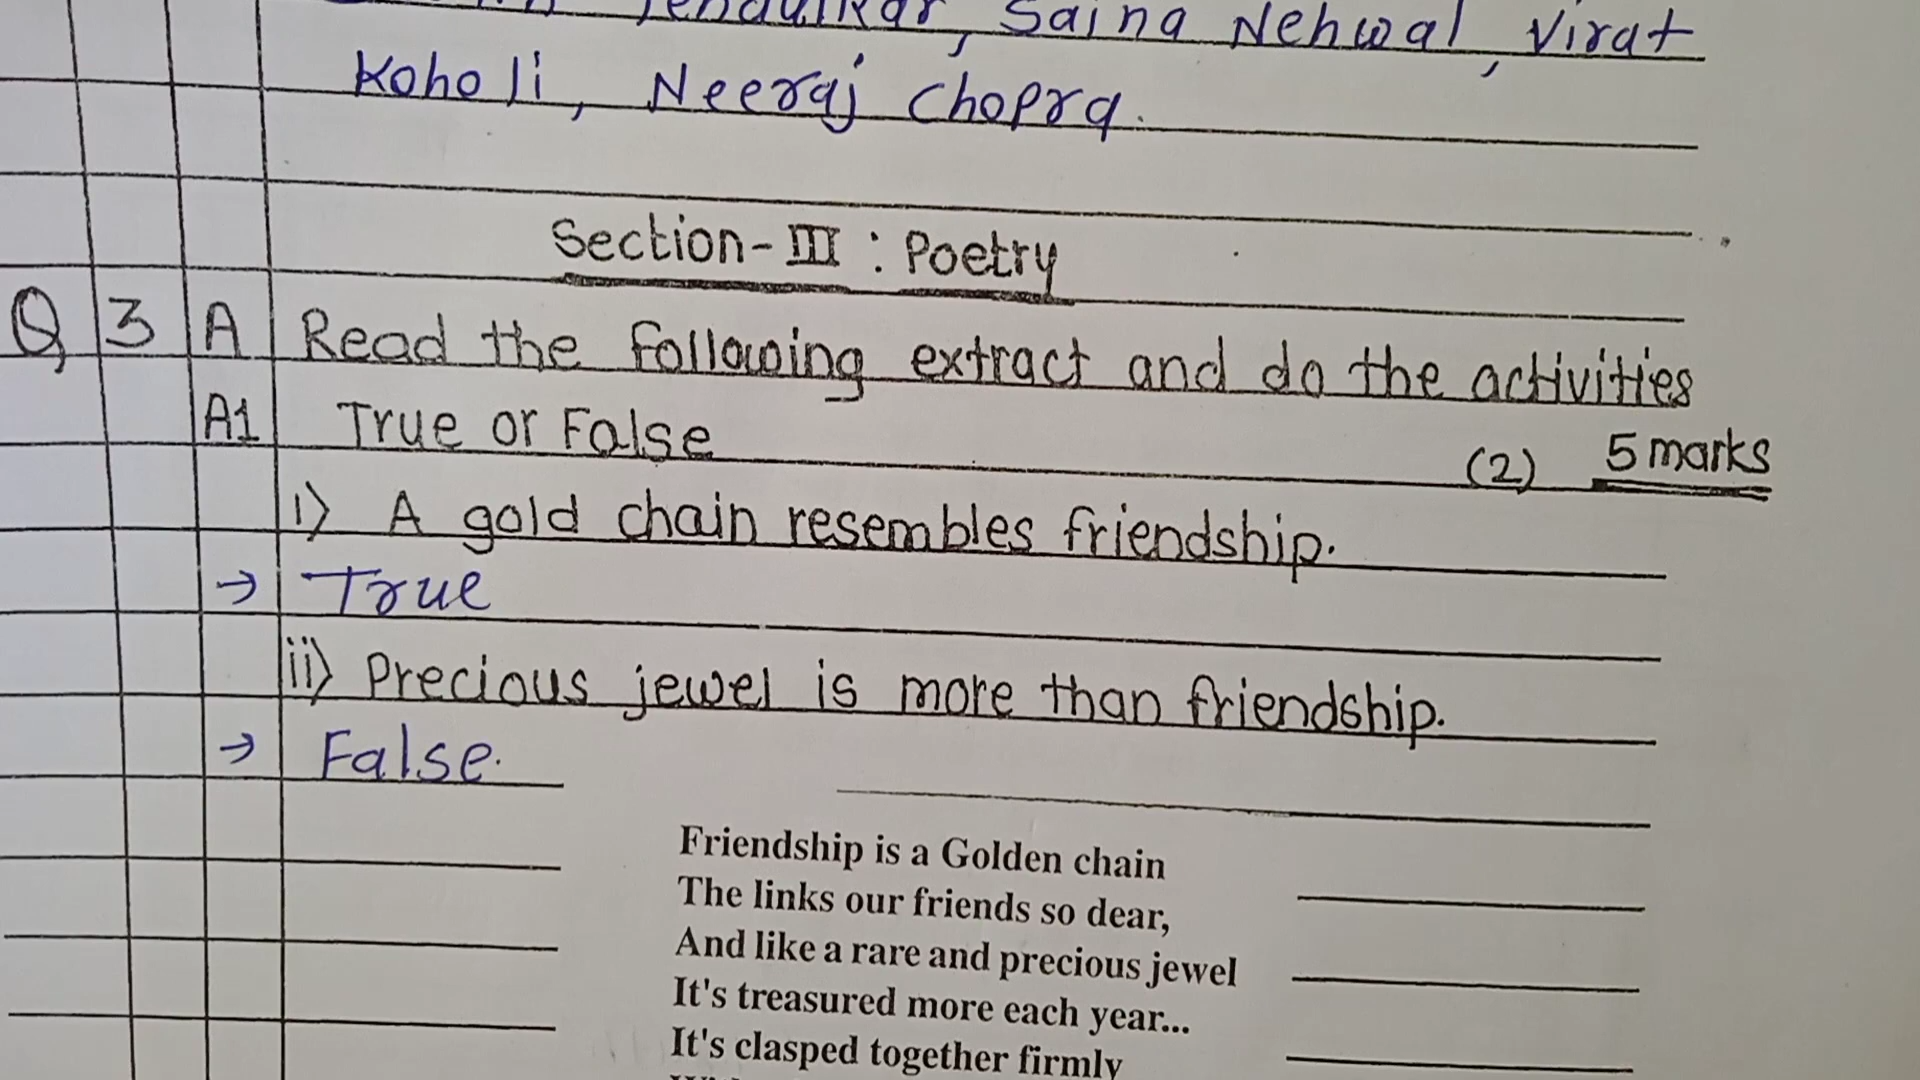 Tendulkar, Saina Nehwal, Virat
Koholi, Neeraj Chopra.
Section-III : Poetry
Q 3 A Read the following extract and do the activities
A1 True or False (2) 5 marks
i) A gold chain resembles friendship.
→ True
ii) Precious jewel is more than friendship.
→ False.
Friendship is a Golden chain
The links our friends so dear,
And like a rare and precious jewel
It's treasured more each year...
It's clasped together firmly